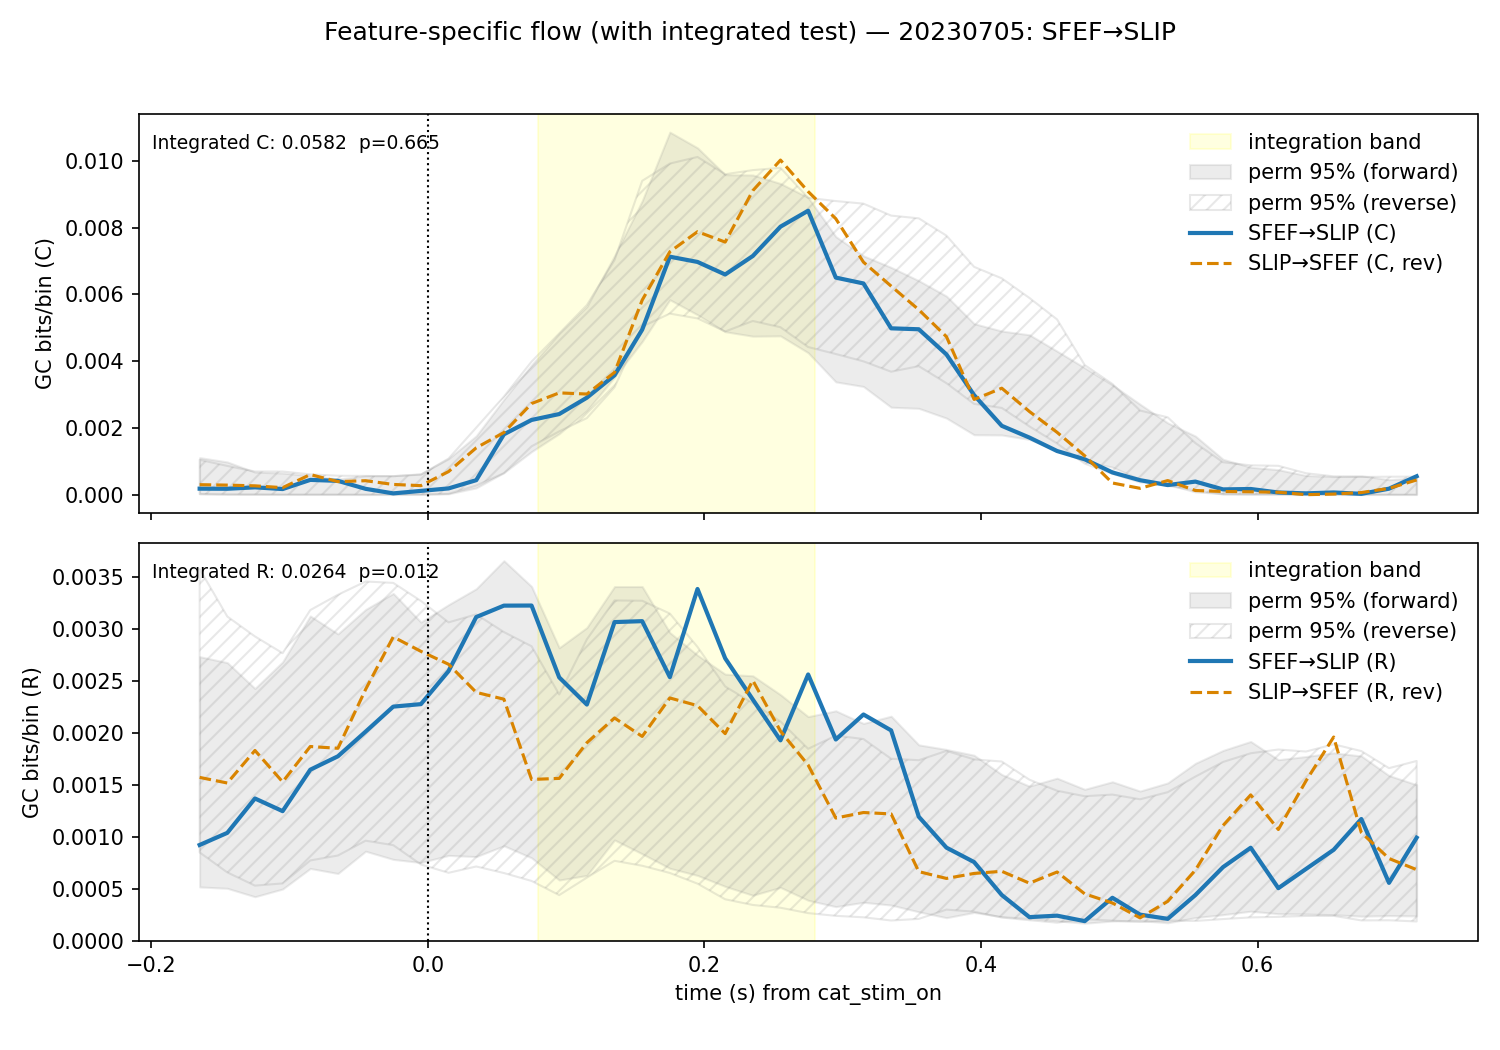 Feature-specific flow (with integrated test) — 20230705: SFEF→SLIP
Integrated C: 0.0582  p=0.665
integration band
perm 95% (forward)
perm 95% (reverse)
SFEF→SLIP (C)
SLIP→SFEF (C, rev)
GC bits/bin (C)
0.010
0.008
0.006
0.004
0.002
0.000
Integrated R: 0.0264  p=0.012
integration band
perm 95% (forward)
perm 95% (reverse)
SFEF→SLIP (R)
SLIP→SFEF (R, rev)
GC bits/bin (R)
0.0035
0.0030
0.0025
0.0020
0.0015
0.0010
0.0005
0.0000
−0.2 0.0 0.2 0.4 0.6
time (s) from cat_stim_on